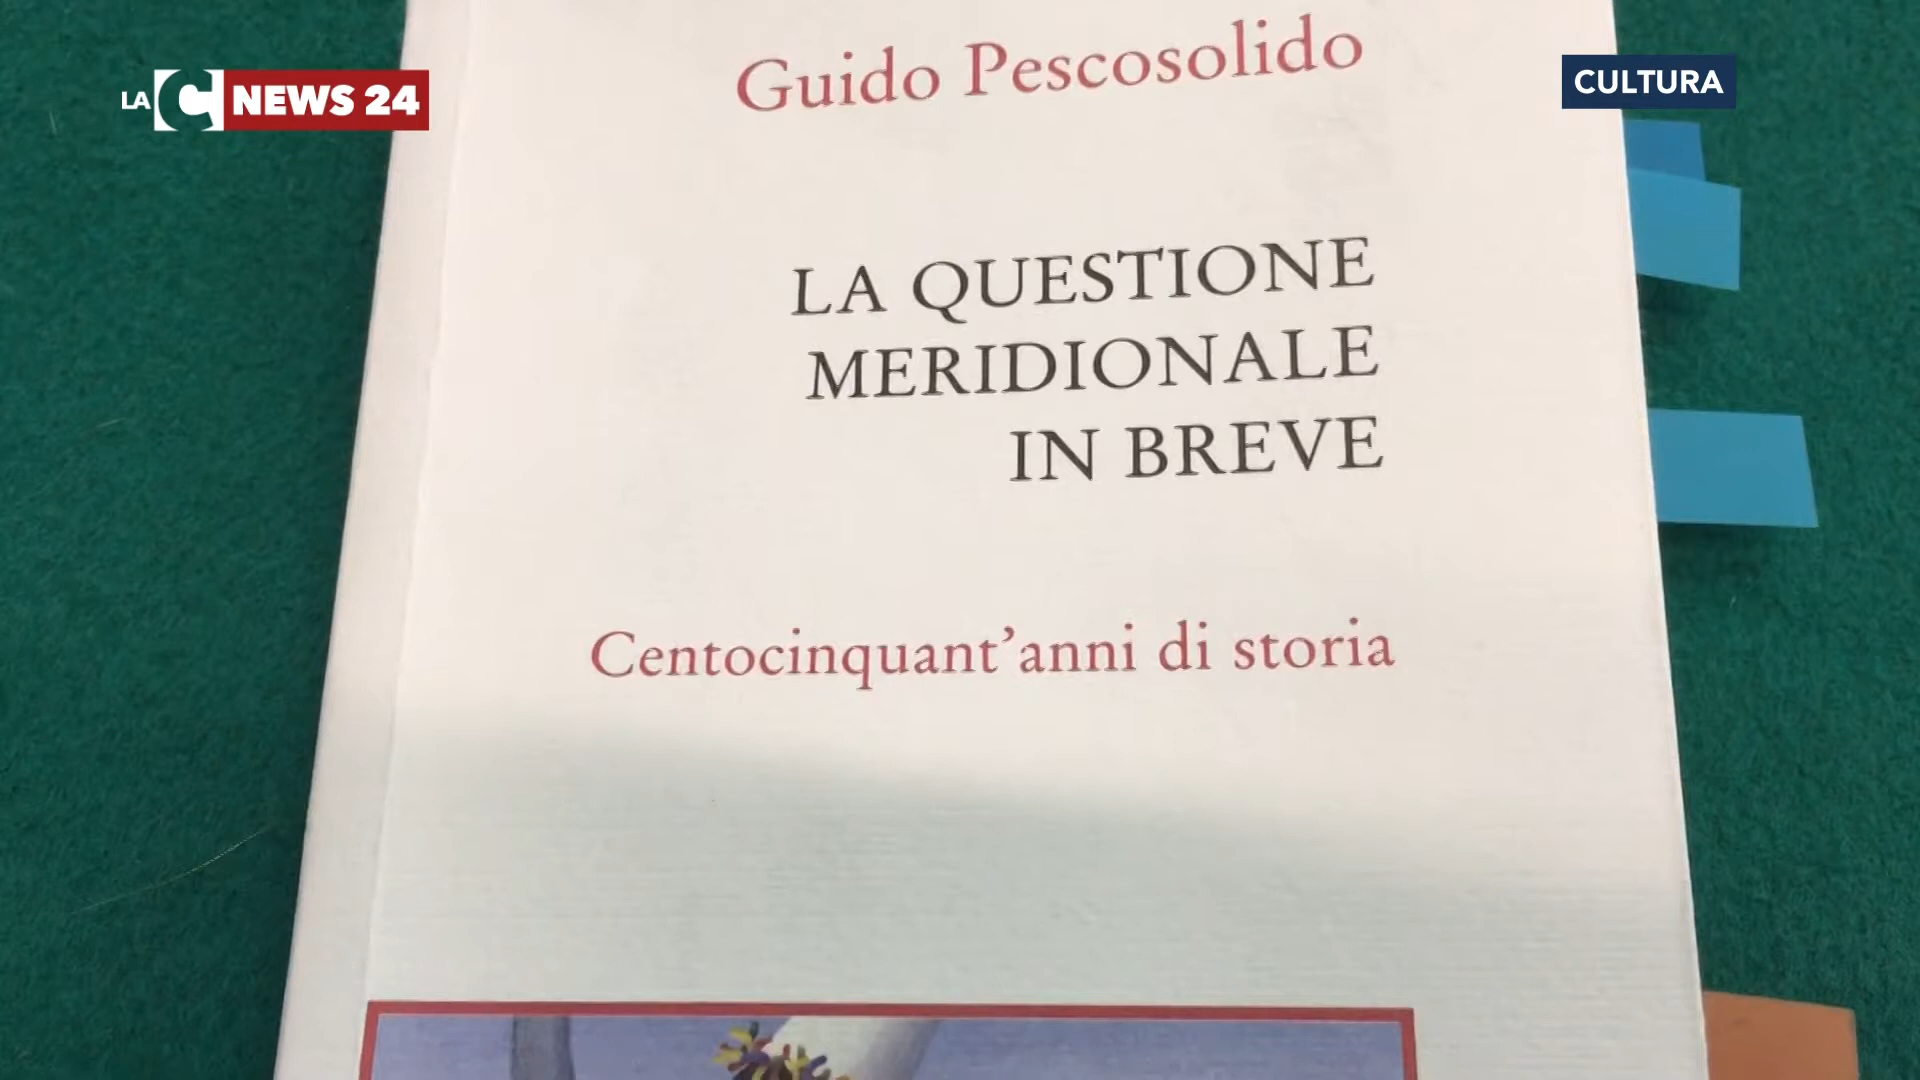 Guido Pescosolido
LA C NEWS 24
CULTURA
LA QUESTIONE
MERIDIONALE
IN BREVE
Centocinquant'anni di storia